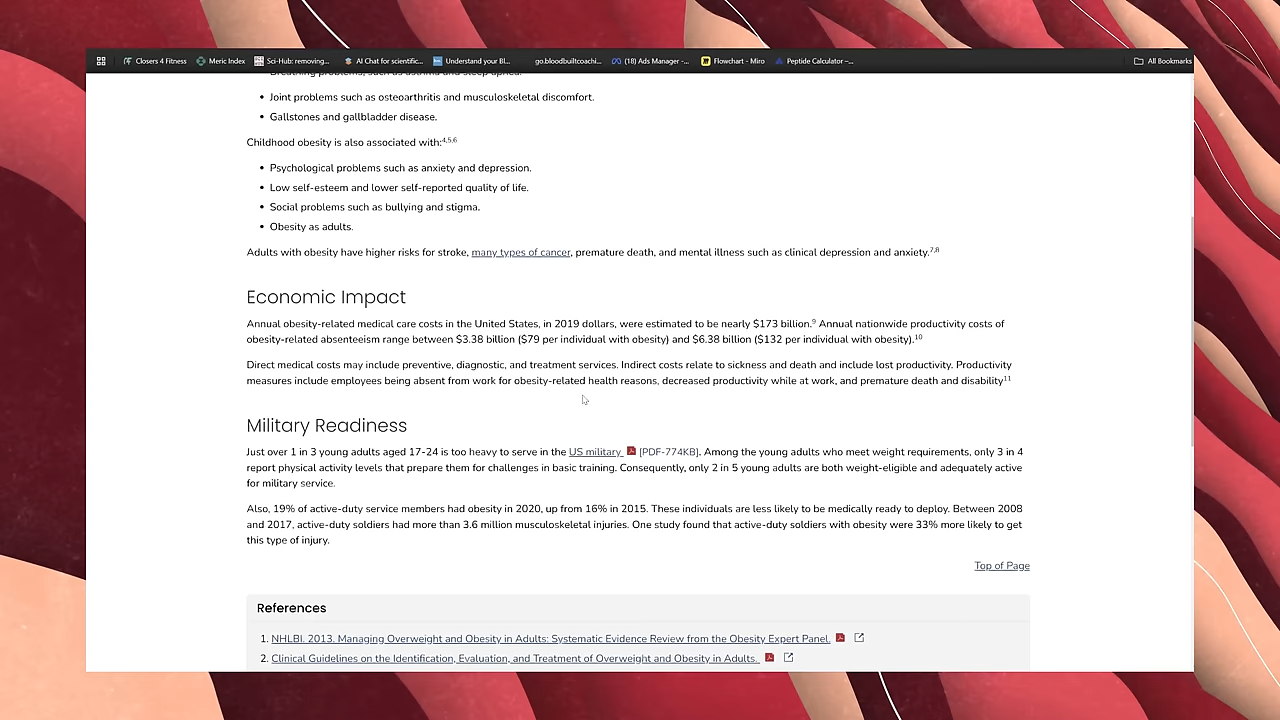 Closers 4 Fitness
Meric Index
Sci-Hub: removing...
AI Chat for scientific...
Understand your Bl...
go.bloodbuiltcoachi...
(18) Ads Manager -...
Flowchart - Miro
Peptide Calculator –...
All Bookmarks
Breathing problems, such as asthma and sleep apnea.
• Joint problems such as osteoarthritis and musculoskeletal discomfort.
• Gallstones and gallbladder disease.
Childhood obesity is also associated with:4,5,6
• Psychological problems such as anxiety and depression.
• Low self-esteem and lower self-reported quality of life.
• Social problems such as bullying and stigma.
• Obesity as adults.
Adults with obesity have higher risks for stroke, many types of cancer, premature death, and mental illness such as clinical depression and anxiety.7,8
Economic Impact
Annual obesity-related medical care costs in the United States, in 2019 dollars, were estimated to be nearly $173 billion.9 Annual nationwide productivity costs of
obesity-related absenteeism range between $3.38 billion ($79 per individual with obesity) and $6.38 billion ($132 per individual with obesity).10
Direct medical costs may include preventive, diagnostic, and treatment services. Indirect costs relate to sickness and death and include lost productivity. Productivity
measures include employees being absent from work for obesity-related health reasons, decreased productivity while at work, and premature death and disability11
Military Readiness
Just over 1 in 3 young adults aged 17-24 is too heavy to serve in the US military [PDF-774KB]. Among the young adults who meet weight requirements, only 3 in 4
report physical activity levels that prepare them for challenges in basic training. Consequently, only 2 in 5 young adults are both weight-eligible and adequately active
for military service.
Also, 19% of active-duty service members had obesity in 2020, up from 16% in 2015. These individuals are less likely to be medically ready to deploy. Between 2008
and 2017, active-duty soldiers had more than 3.6 million musculoskeletal injuries. One study found that active-duty soldiers with obesity were 33% more likely to get
this type of injury.
Top of Page
References
1. NHLBI. 2013. Managing Overweight and Obesity in Adults: Systematic Evidence Review from the Obesity Expert Panel.
2. Clinical Guidelines on the Identification, Evaluation, and Treatment of Overweight and Obesity in Adults.